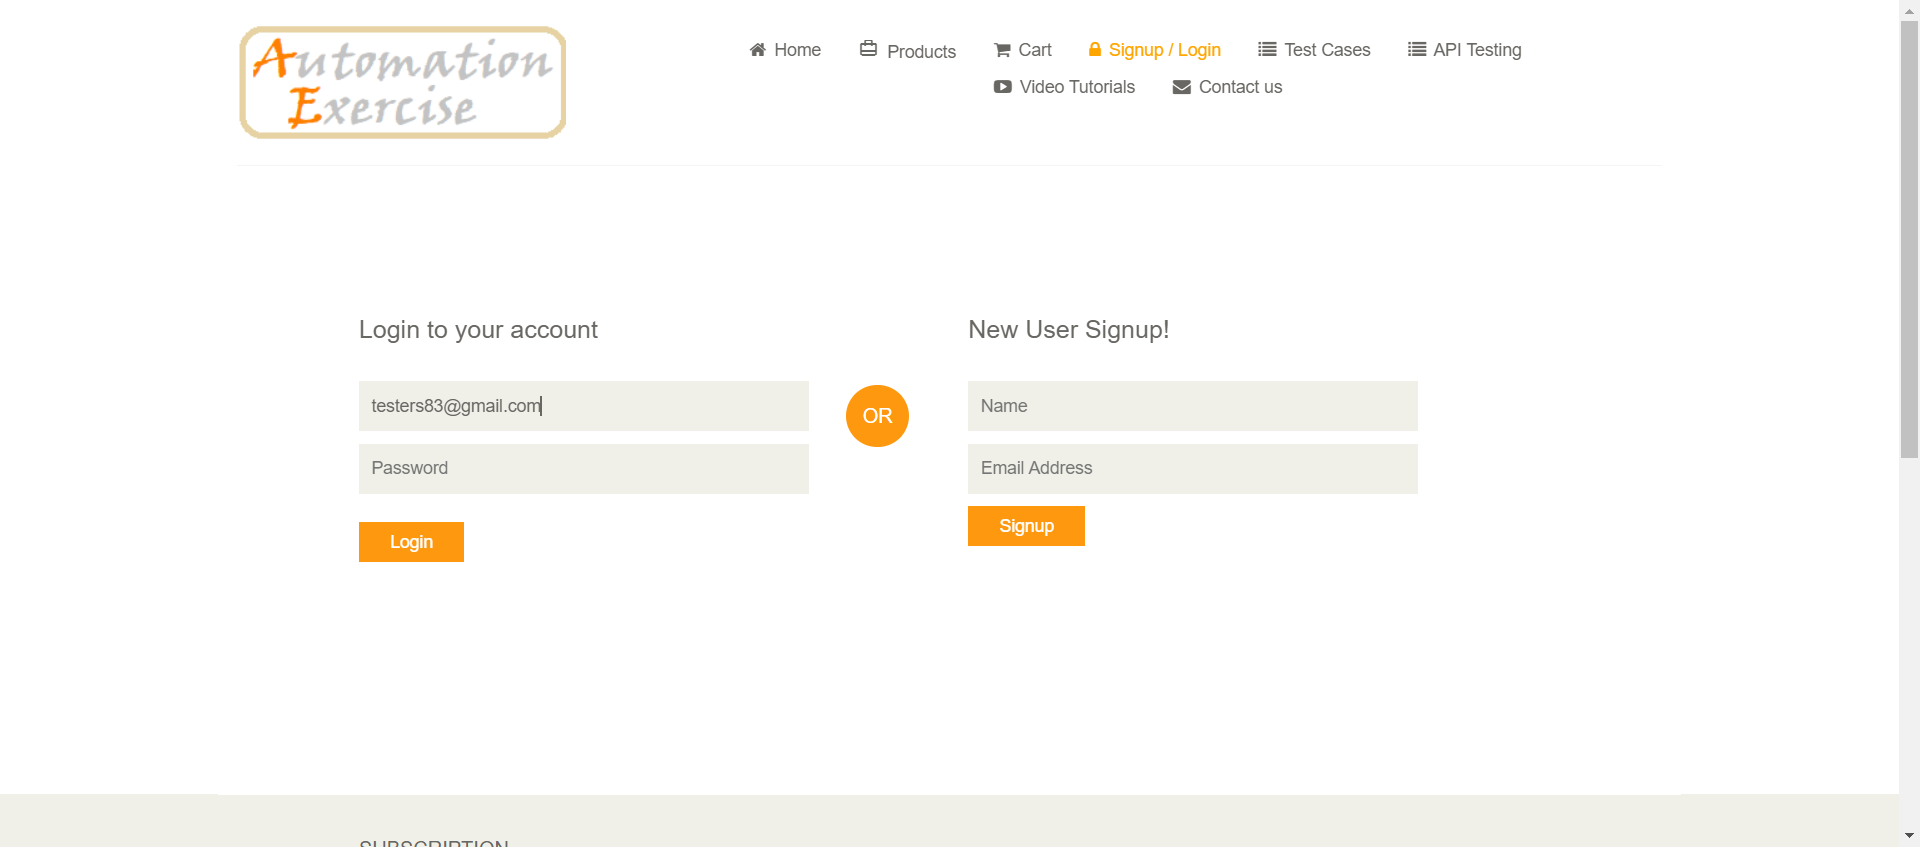 Automation
Exercise
Home
Products
Cart
Signup / Login
Test Cases
API Testing
Video Tutorials
Contact us
Login to your account
testers83@gmail.com
Password
Login
OR
New User Signup!
Name
Email Address
Signup
SUBSCRIPTION